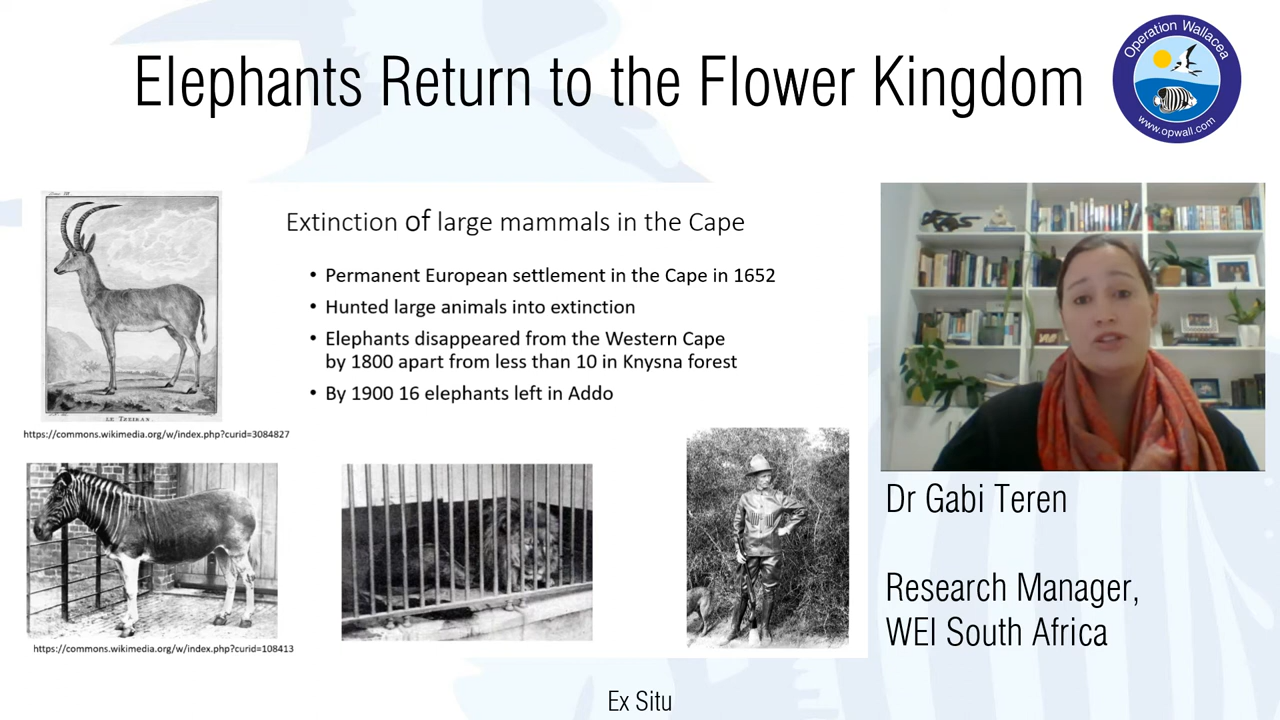 Elephants Return to the Flower Kingdom
Operation Wallacea
www.opwall.com
Extinction of large mammals in the Cape
• Permanent European settlement in the Cape in 1652
• Hunted large animals into extinction
• Elephants disappeared from the Western Cape
by 1800 apart from less than 10 in Knysna forest
• By 1900 16 elephants left in Addo
https://commons.wikimedia.org/w/index.php?curid=3084827
https://commons.wikimedia.org/w/index.php?curid=108413
Dr Gabi Teren
Research Manager,
WEI South Africa
Ex Situ